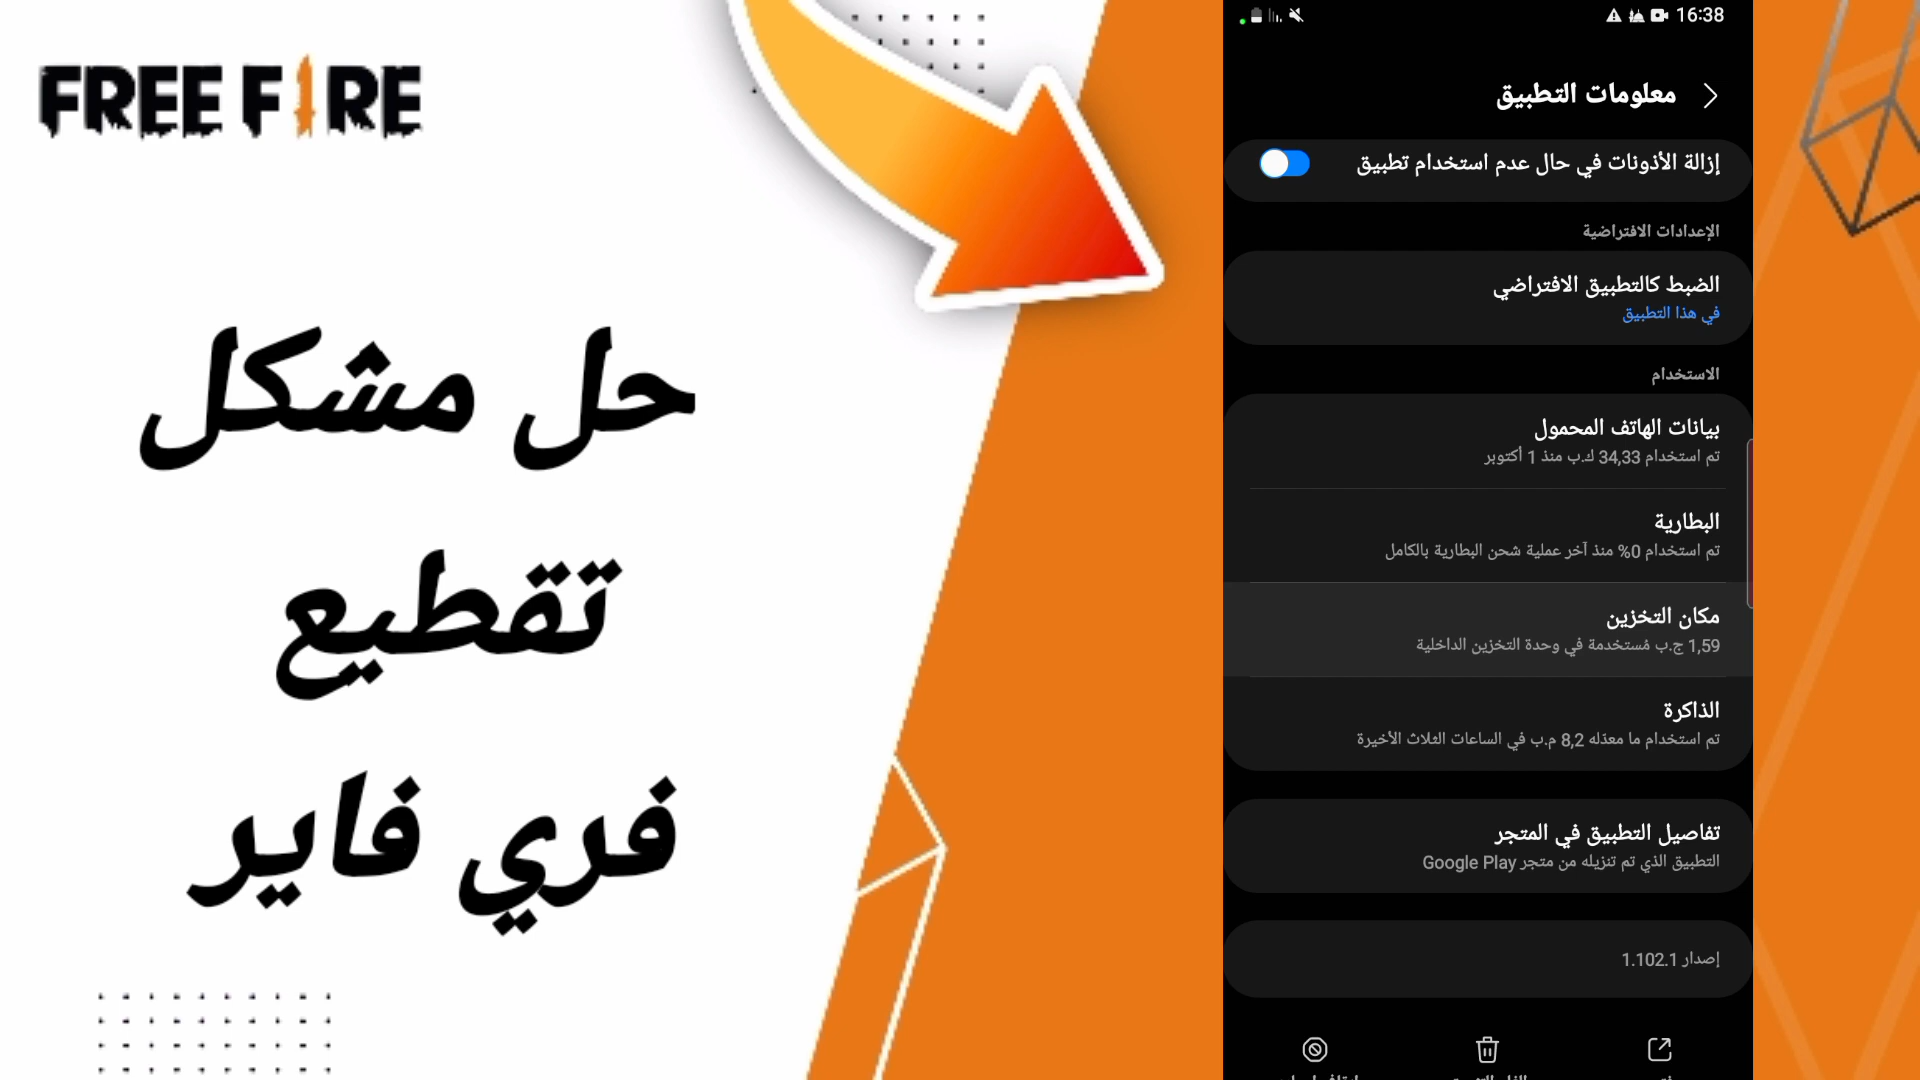 FREE FIRE
حل مشكل
تقطيع
فري فاير
16:38
معلومات التطبيق
إزالة الأذونات في حال عدم استخدام تطبيق
الإعدادات الافتراضية
الضبط كالتطبيق الافتراضي
في هذا التطبيق
الاستخدام
بيانات الهاتف المحمول
تم استخدام 34,33 ك.ب منذ 1 أكتوبر
البطارية
تم استخدام 0% منذ آخر عملية شحن البطارية بالكامل
مكان التخزين
1,59 ج.ب مُستخدمة في وحدة التخزين الداخلية
الذاكرة
تم استخدام ما معدّله 8,2 م.ب في الساعات الثلاث الأخيرة
تفاصيل التطبيق في المتجر
التطبيق الذي تم تنزيله من متجر Google Play
إصدار 1.102.1